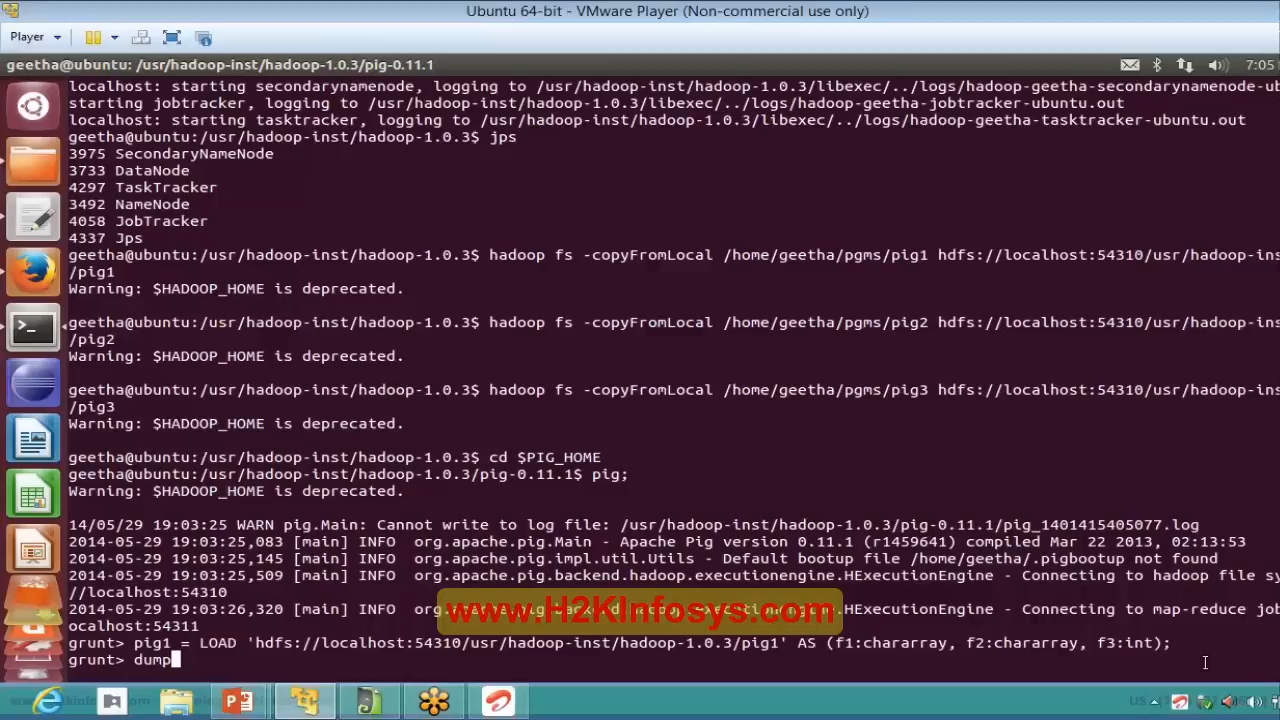 Ubuntu 64-bit - VMware Player (Non-commercial use only)
Player
geetha@ubuntu: /usr/hadoop-inst/hadoop-1.0.3/pig-0.11.1
7:05
localhost: starting secondarynamenode, logging to /usr/hadoop-inst/hadoop-1.0.3/libexec/../logs/hadoop-geetha-secondarynamenode-ub
starting jobtracker, logging to /usr/hadoop-inst/hadoop-1.0.3/libexec/../logs/hadoop-geetha-jobtracker-ubuntu.out
localhost: starting tasktracker, logging to /usr/hadoop-inst/hadoop-1.0.3/libexec/../logs/hadoop-geetha-tasktracker-ubuntu.out
geetha@ubuntu:/usr/hadoop-inst/hadoop-1.0.3$ jps
3975 SecondaryNameNode
3733 DataNode
4297 TaskTracker
3492 NameNode
4058 JobTracker
4337 Jps
geetha@ubuntu:/usr/hadoop-inst/hadoop-1.0.3$ hadoop fs -copyFromLocal /home/geetha/pgms/pig1 hdfs://localhost:54310/usr/hadoop-ins
/pig1
Warning: $HADOOP_HOME is deprecated.
geetha@ubuntu:/usr/hadoop-inst/hadoop-1.0.3$ hadoop fs -copyFromLocal /home/geetha/pgms/pig2 hdfs://localhost:54310/usr/hadoop-ins
/pig2
Warning: $HADOOP_HOME is deprecated.
geetha@ubuntu:/usr/hadoop-inst/hadoop-1.0.3$ hadoop fs -copyFromLocal /home/geetha/pgms/pig3 hdfs://localhost:54310/usr/hadoop-ins
/pig3
Warning: $HADOOP_HOME is deprecated.
geetha@ubuntu:/usr/hadoop-inst/hadoop-1.0.3$ cd $PIG_HOME
geetha@ubuntu:/usr/hadoop-inst/hadoop-1.0.3/pig-0.11.1$ pig;
Warning: $HADOOP_HOME is deprecated.
14/05/29 19:03:25 WARN pig.Main: Cannot write to log file: /usr/hadoop-inst/hadoop-1.0.3/pig-0.11.1/pig_1401415405077.log
2014-05-29 19:03:25,083 [main] INFO  org.apache.pig.Main - Apache Pig version 0.11.1 (r1459641) compiled Mar 22 2013, 02:13:53
2014-05-29 19:03:25,145 [main] INFO  org.apache.pig.impl.util.Utils - Default bootup file /home/geetha/.pigbootup not found
2014-05-29 19:03:25,509 [main] INFO  org.apache.pig.backend.hadoop.executionengine.HExecutionEngine - Connecting to hadoop file sy
//localhost:54310
2014-05-29 19:03:26,320 [main] INFO  org.apache.pig.backend.hadoop.executionengine.HExecutionEngine - Connecting to map-reduce job
www.H2KInfosys.com
ocalhost:54311
grunt> pig1 = LOAD 'hdfs://localhost:54310/usr/hadoop-inst/hadoop-1.0.3/pig1' AS (f1:chararray, f2:chararray, f3:int);
grunt> dump
US